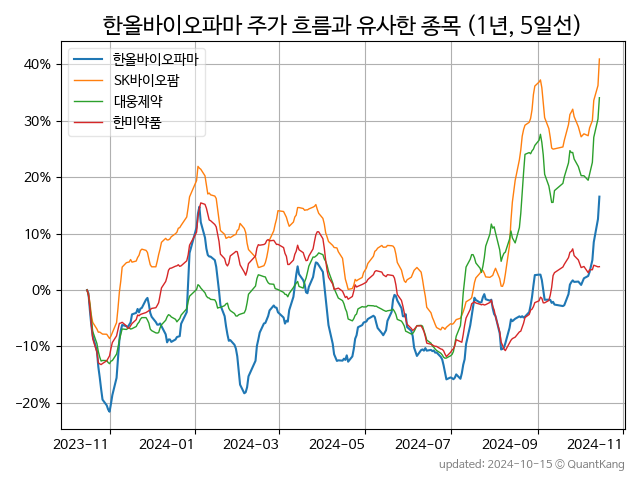 한올바이오파마 주가 흐름과 유사한 종목 (1년, 5일선)
한올바이오파마
SK바이오팜
대웅제약
한미약품
40%
30%
20%
10%
0%
−10%
−20%
2023-11
2024-01
2024-03
2024-05
2024-07
2024-09
2024-11
updated: 2024-10-15 © QuantKang